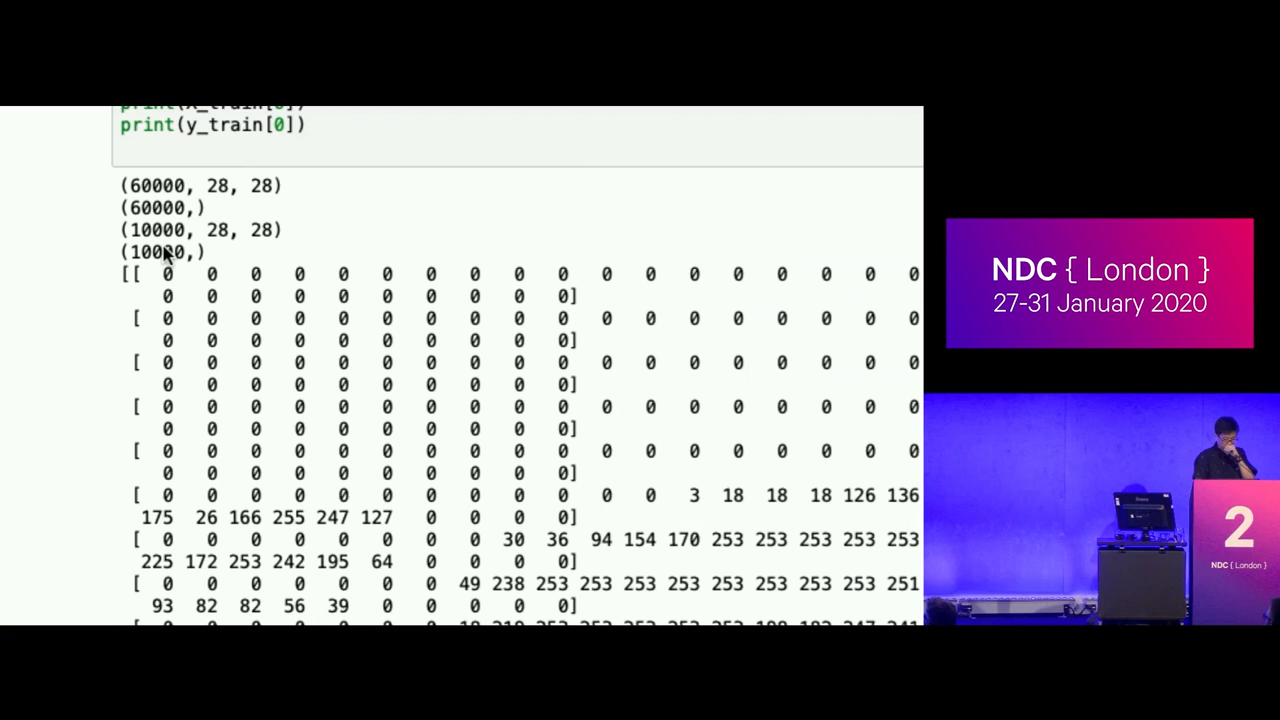 print(x_train[0])
print(y_train[0])
(60000, 28, 28)
(60000,)
(10000, 28, 28)
(10000,)
[[ 0 0 0 0 0 0 0 0 0 0 0 0 0 0 0 0 0 0
0 0 0 0 0 0 0 0 0 0]
[ 0 0 0 0 0 0 0 0 0 0 0 0 0 0 0 0 0 0
0 0 0 0 0 0 0 0 0 0]
[ 0 0 0 0 0 0 0 0 0 0 0 0 0 0 0 0 0 0
0 0 0 0 0 0 0 0 0 0]
[ 0 0 0 0 0 0 0 0 0 0 0 0 0 0 0 0 0 0
0 0 0 0 0 0 0 0 0 0]
[ 0 0 0 0 0 0 0 0 0 0 0 0 0 0 0 0 0 0
0 0 0 0 0 0 0 0 0 0]
[ 0 0 0 0 0 0 0 0 0 0 0 0 3 18 18 18 126 136
175 26 166 255 247 127 0 0 0 0]
[ 0 0 0 0 0 0 0 0 30 36 94 154 170 253 253 253 253 253
225 172 253 242 195 64 0 0 0 0]
[ 0 0 0 0 0 0 0 49 238 253 253 253 253 253 253 253 253 251
93 82 82 56 39 0 0 0 0 0]
NDC { London }
27-31 January 2020
2
NDC { London }